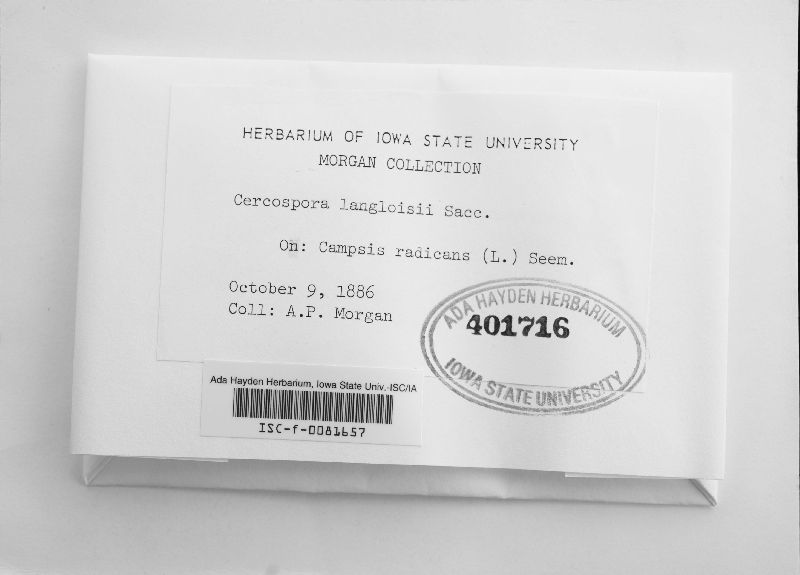 HERBARIUM OF IOWA STATE UNIVERSITY
MORGAN COLLECTION
Cercospora langloisii Sacc.
On: Campsis radicans (L.) Seem.
October 9, 1886
Coll: A.P. Morgan
ADA HAYDEN HERBARIUM
401716
IOWA STATE UNIVERSITY
Ada Hayden Herbarium, Iowa State Univ.-ISC/IA
ISC-f-0081657